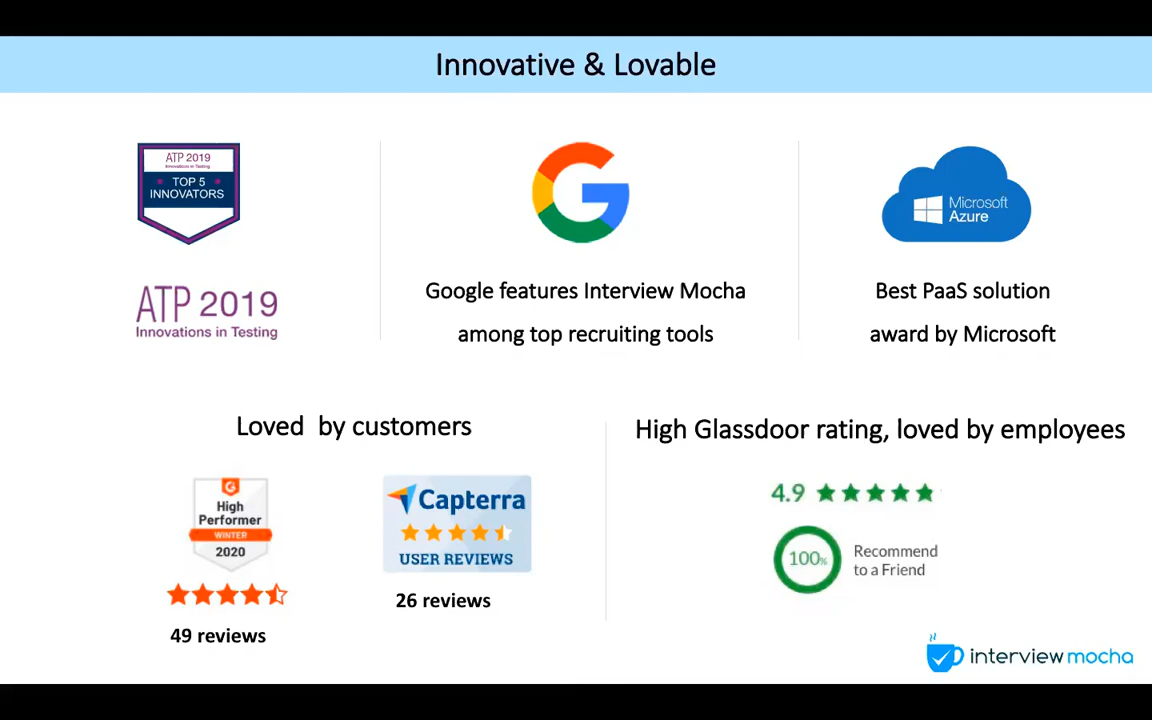 Innovative & Lovable
ATP 2019
Innovations in Testing
TOP 5
INNOVATORS
ATP 2019
Innovations in Testing
Google features Interview Mocha
among top recruiting tools
Microsoft
Azure
Best PaaS solution
award by Microsoft
Loved by customers
High
Performer
WINTER
2020
49 reviews
Capterra
USER REVIEWS
26 reviews
High Glassdoor rating, loved by employees
4.9
100%
Recommend
to a Friend
interview mocha